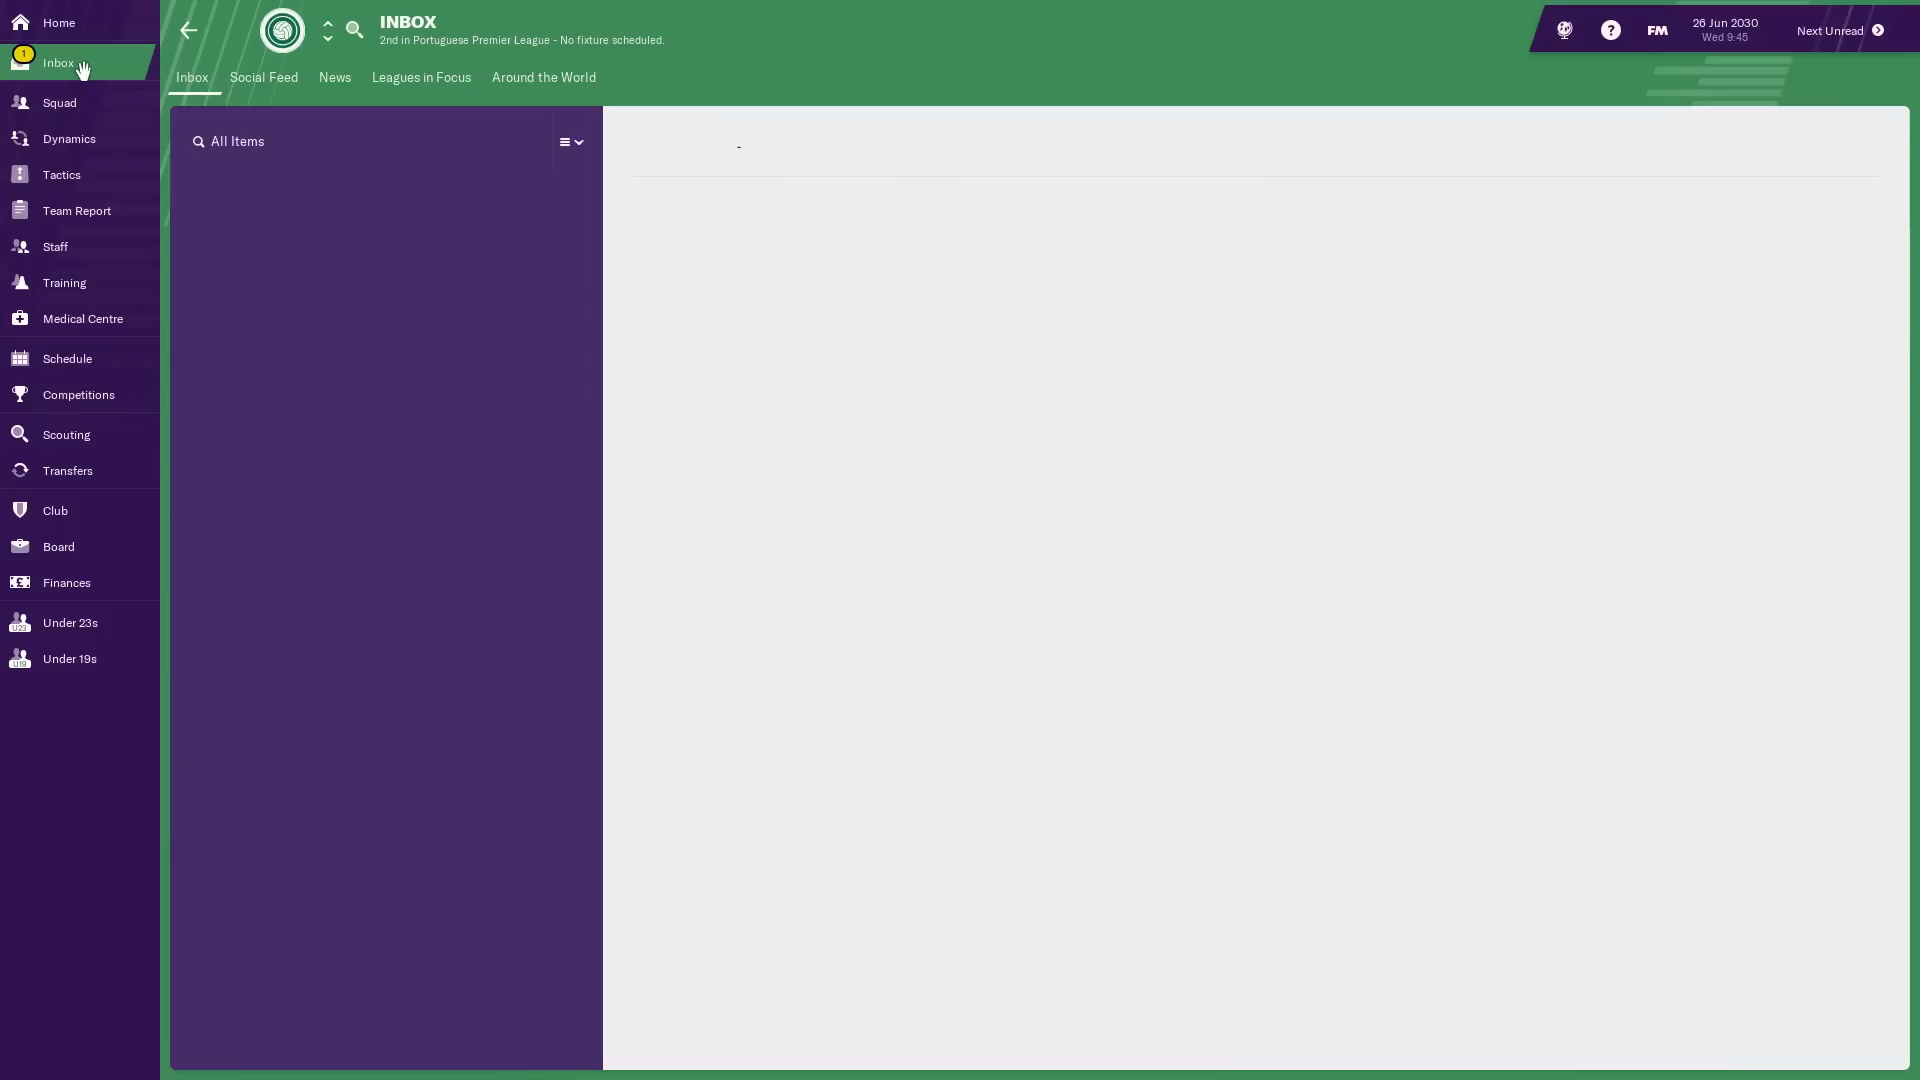 Home
1
Inbox
Squad
Dynamics
Tactics
Team Report
Staff
Training
Medical Centre
Schedule
Competitions
Scouting
Transfers
Club
Board
Finances
U23
Under 23s
U19
Under 19s
INBOX
2nd in Portuguese Premier League - No fixture scheduled.
?
FM
26 Jun 2030
Wed 9:45
Next Unread
Inbox
Social Feed
News
Leagues in Focus
Around the World
All Items
-